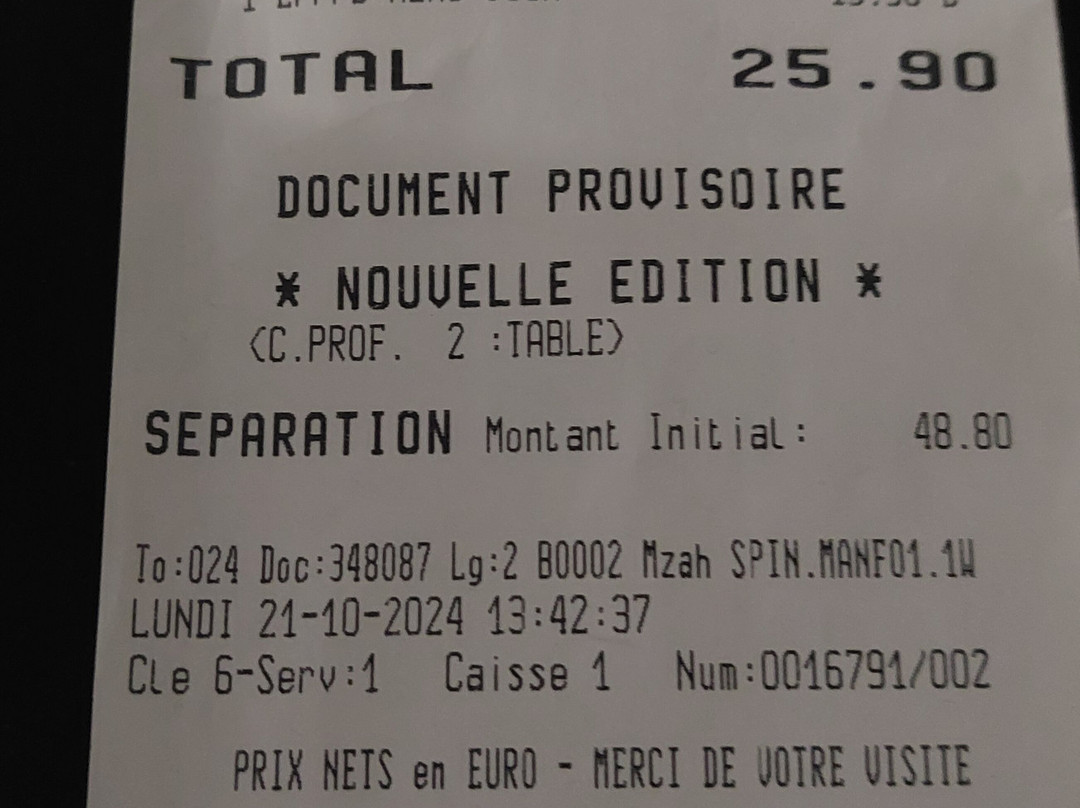 TOTAL 25.90
DOCUMENT PROVISOIRE
* NOUVELLE EDITION *
<C.PROF. 2 :TABLE>
SEPARATION Montant Initial: 48.80
To:024 Doc:348087 Lg:2 B0002 Mzah SPIN.MANF01.1W
LUNDI 21-10-2024 13:42:37
Cle 6-Serv:1 Caisse 1 Num:0016791/002
PRIX NETS en EURO - MERCI DE VOTRE VISITE